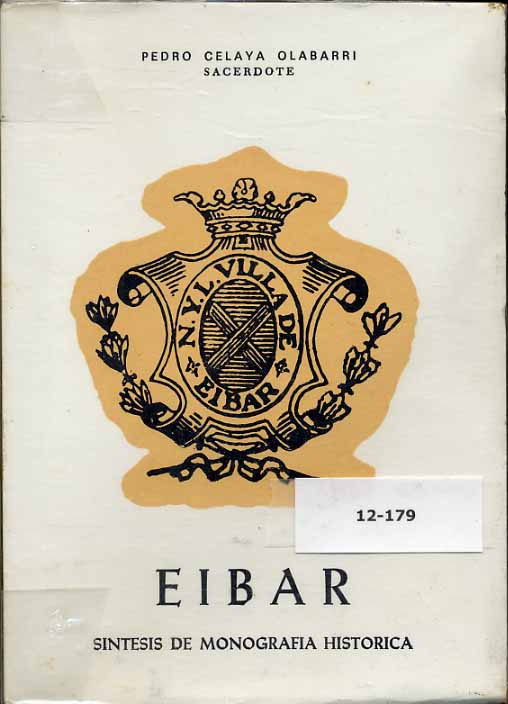 PEDRO CELAYA OLABARRI
SACERDOTE
N.Y.L. VILLA DE
EIBAR
12-179
EIBAR
SINTESIS DE MONOGRAFIA HISTORICA